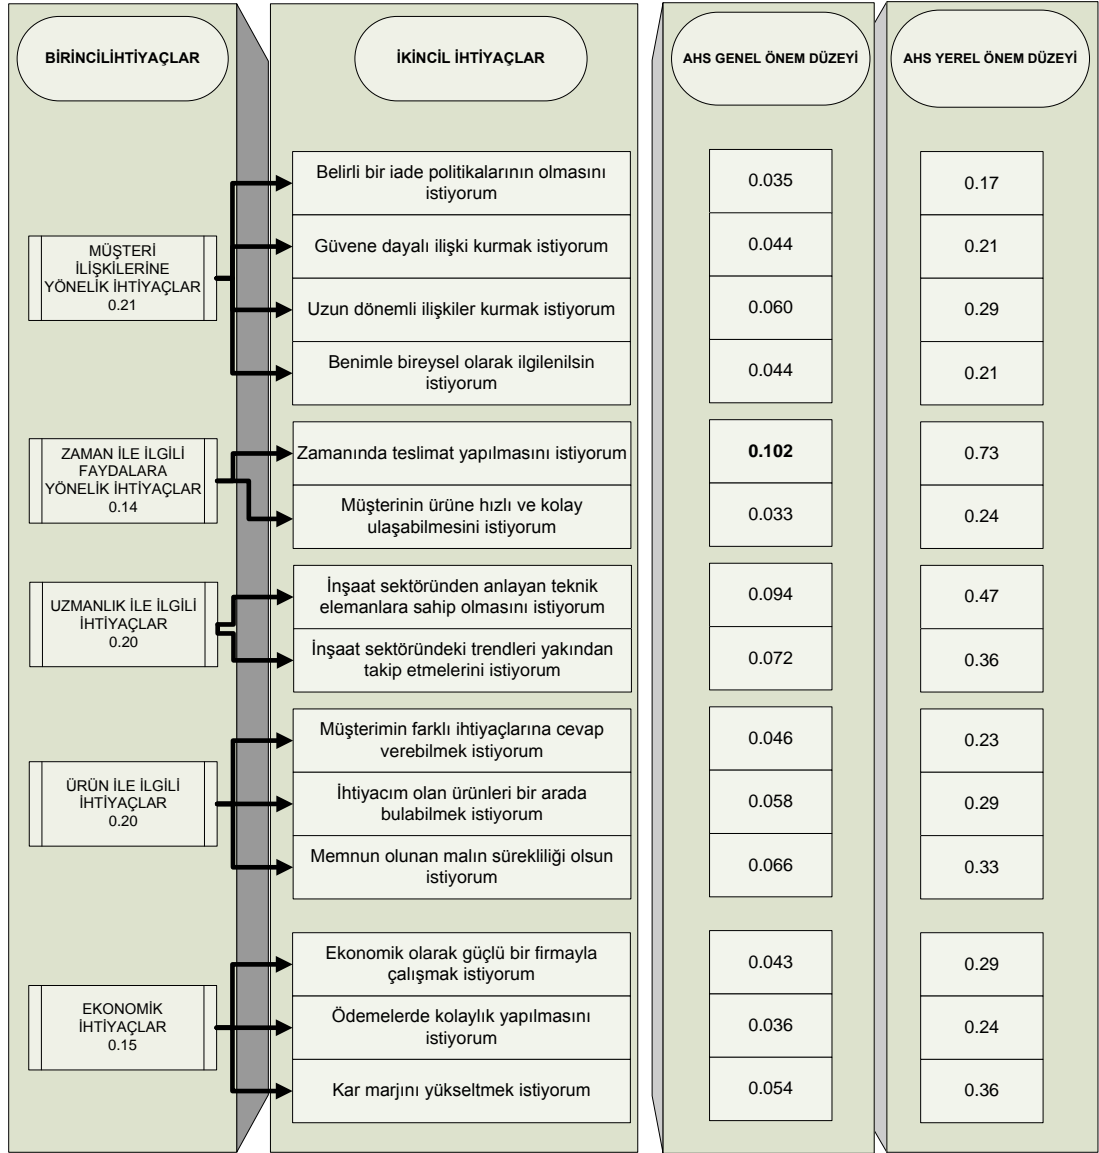 BİRİNCİLİHTİYAÇLAR
İKİNCİL İHTİYAÇLAR
AHS GENEL ÖNEM DÜZEYİ
AHS YEREL ÖNEM DÜZEYİ
MÜŞTERİ
İLİŞKİLERİNE
YÖNELİK İHTİYAÇLAR
0.21
Belirli bir iade politikalarının olmasını
istiyorum
0.035
0.17
Güvene dayalı ilişki kurmak istiyorum
0.044
0.21
Uzun dönemli ilişkiler kurmak istiyorum
0.060
0.29
Benimle bireysel olarak ilgilenilsin
istiyorum
0.044
0.21
ZAMAN İLE İLGİLİ
FAYDALARA
YÖNELİK İHTİYAÇLAR
0.14
Zamanında teslimat yapılmasını istiyorum
0.102
0.73
Müşterinin ürüne hızlı ve kolay
ulaşabilmesini istiyorum
0.033
0.24
UZMANLIK İLE İLGİLİ
İHTİYAÇLAR
0.20
İnşaat sektöründen anlayan teknik
elemanlara sahip olmasını istiyorum
0.094
0.47
İnşaat sektöründeki trendleri yakından
takip etmelerini istiyorum
0.072
0.36
ÜRÜN İLE İLGİLİ
İHTİYAÇLAR
0.20
Müşterimin farklı ihtiyaçlarına cevap
verebilmek istiyorum
0.046
0.23
İhtiyacım olan ürünleri bir arada
bulabilmek istiyorum
0.058
0.29
Memnun olunan malın sürekliliği olsun
istiyorum
0.066
0.33
EKONOMİK
İHTİYAÇLAR
0.15
Ekonomik olarak güçlü bir firmayla
çalışmak istiyorum
0.043
0.29
Ödemelerde kolaylık yapılmasını
istiyorum
0.036
0.24
Kar marjını yükseltmek istiyorum
0.054
0.36